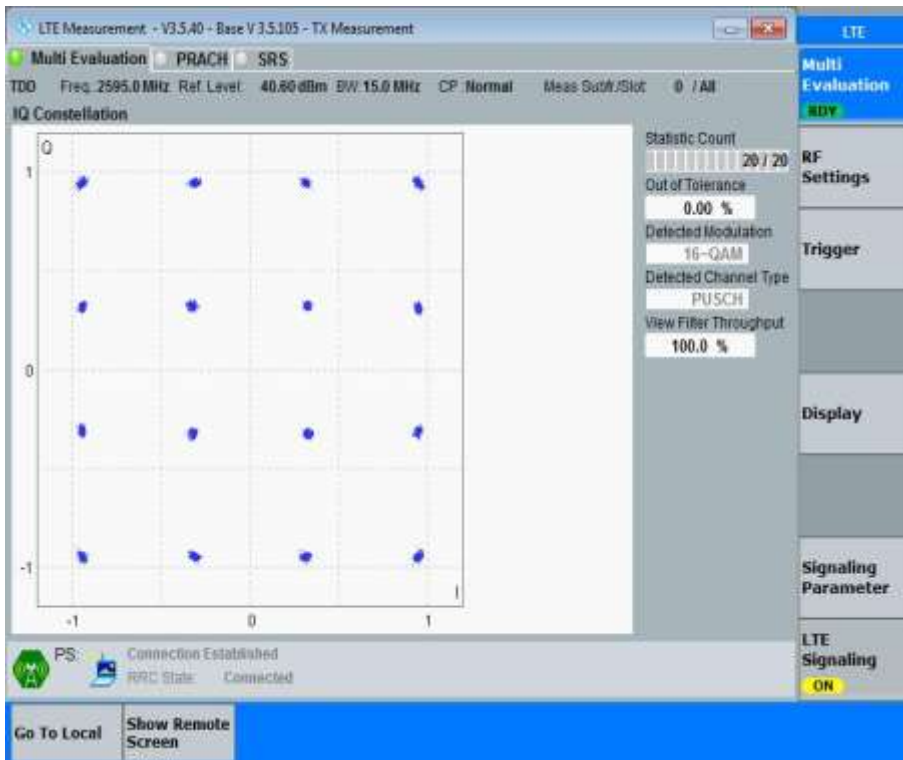 LTE Measurement - V3.5.40 - Base V 3.5.105 - TX Measurement
LTE
Multi Evaluation PRACH SRS
Multi Evaluation
RDY
TDD Freq.:2595.0 MHz Ref. Level: 40.60 dBm BW: 15.0 MHz CP: Normal Meas Subfr./Slot: 0 / All
IQ Constellation
Q
1
0
-1
-1 0 1
I
Statistic Count
20 / 20
Out of Tolerance
0.00 %
Detected Modulation
16-QAM
Detected Channel Type
PUSCH
View Filter Throughput
100.0 %
RF Settings
Trigger
Display
Signaling Parameter
LTE Signaling
ON
PS: Connection Established
RRC State: Connected
Go To Local
Show Remote Screen